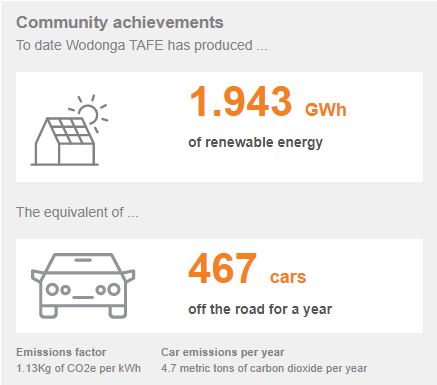 Community achievements
To date Wodonga TAFE has produced ...
1.943 GWh
of renewable energy
The equivalent of ...
467 cars
off the road for a year
Emissions factor
1.13Kg of CO2e per kWh
Car emissions per year
4.7 metric tons of carbon dioxide per year